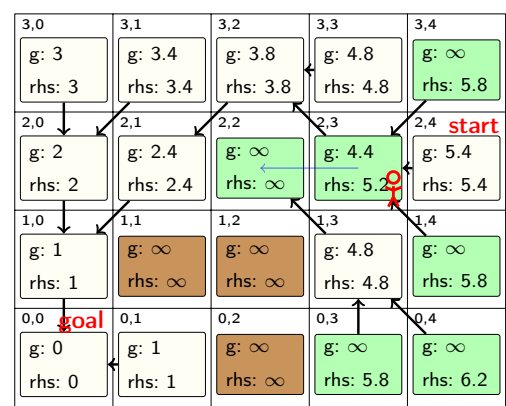 3,0 3,1 3,2 3,3 3,4
g: 3 g: 3.4 g: 3.8 g: 4.8 g: ∞
rhs: 3 rhs: 3.4 rhs: 3.8 rhs: 4.8 rhs: 5.8
2,0 2,1 2,2 2,3 2,4 start
g: 2 g: 2.4 g: ∞ g: 4.4 g: 5.4
rhs: 2 rhs: 2.4 rhs: ∞ rhs: 5.2 rhs: 5.4
1,0 1,1 1,2 1,3 1,4
g: 1 g: ∞ g: ∞ g: 4.8 g: ∞
rhs: 1 rhs: ∞ rhs: ∞ rhs: 4.8 rhs: 5.8
0,0 goal 0,1 0,2 0,3 0,4
g: 0 g: 1 g: ∞ g: ∞ g: ∞
rhs: 0 rhs: 1 rhs: ∞ rhs: 5.8 rhs: 6.2